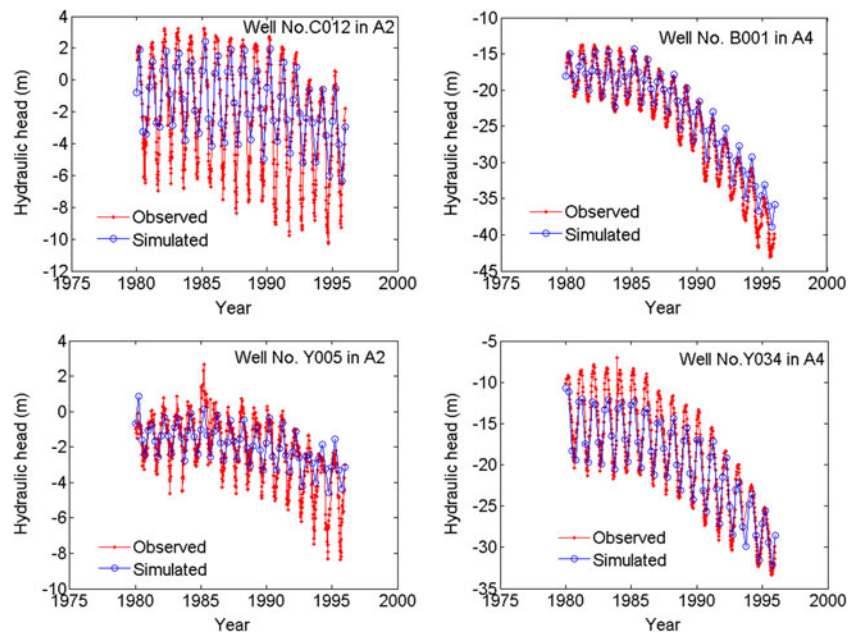 Well No.C012 in A2
4
2
0
-2
-4
-6
-8
-10
-12
Hydraulic head (m)
Observed
Simulated
1975 1980 1985 1990 1995 2000
Year
Well No. B001 in A4
-10
-15
-20
-25
-30
-35
-40
-45
Hydraulic head (m)
Observed
Simulated
1975 1980 1985 1990 1995 2000
Year
Well No. Y005 in A2
4
2
0
-2
-4
-6
-8
-10
Hydraulic head (m)
Observed
Simulated
1975 1980 1985 1990 1995 2000
Year
Well No.Y034 in A4
-5
-10
-15
-20
-25
-30
-35
Hydraulic head (m)
Observed
Simulated
1975 1980 1985 1990 1995 2000
Year